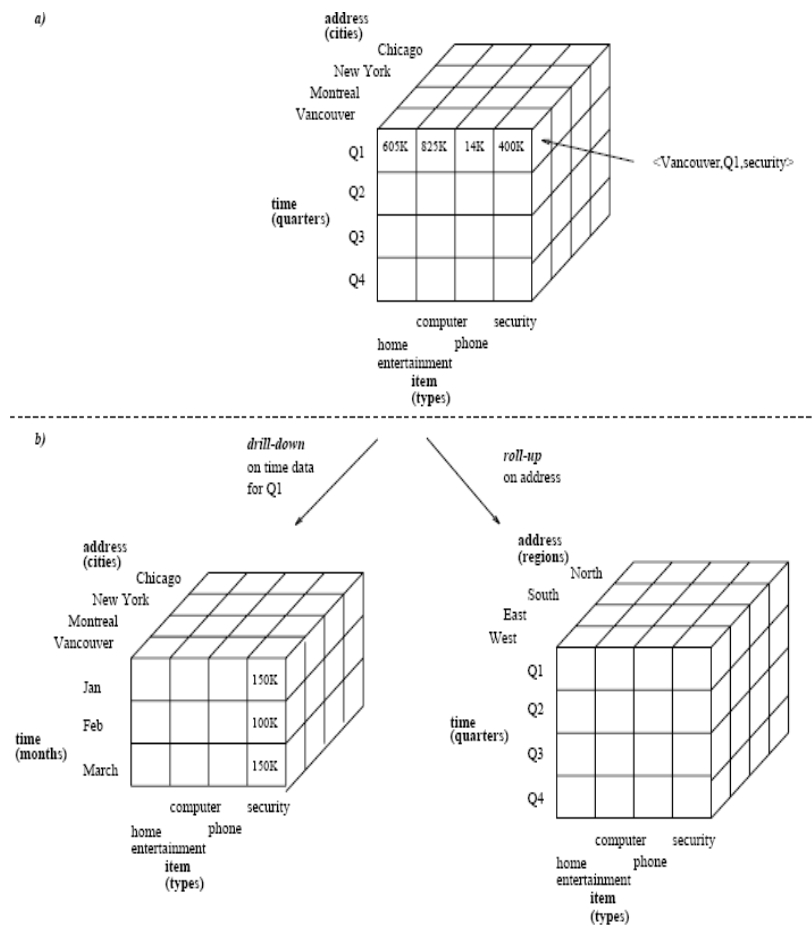 a)
address
(cities)
Chicago
New York
Montreal
Vancouver
Q1
605K 825K 14K 400K
<Vancouver,Q1,security>
Q2
time
(quarters)
Q3
Q4
computer security
home phone
entertainment
item
(types)
b)
drill-down
on time data
for Q1
roll-up
on address
address
(cities)
Chicago
New York
Montreal
Vancouver
Jan
150K
Feb
100K
time
(months)
March
150K
computer security
home phone
entertainment
item
(types)
address
(regions)
North
South
East
West
Q1
Q2
time
(quarters)
Q3
Q4
computer security
home phone
entertainment
item
(types)